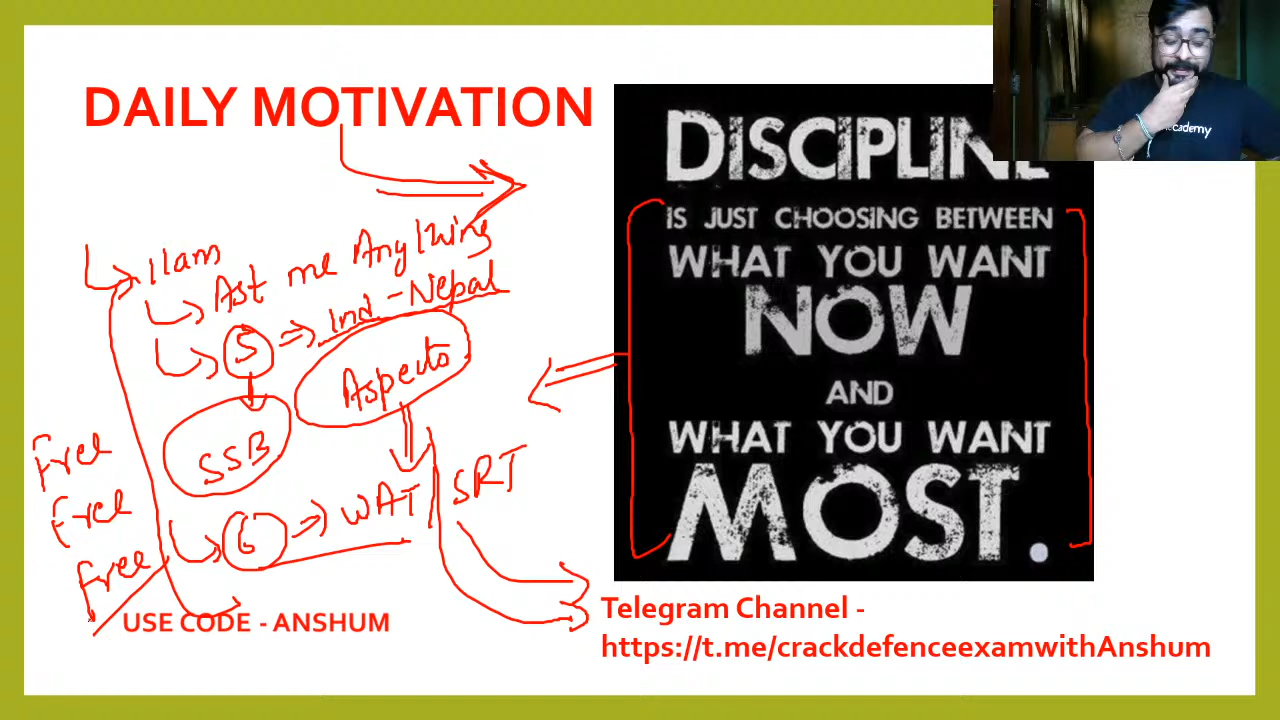 DAILY MOTIVATION
11am
Ask me Anything
5 => Ind - Nepal
Aspects
SSB
6 => WAT
SRT
Free
Free
Free
USE CODE - ANSHUM
DISCIPLINE
IS JUST CHOOSING BETWEEN
WHAT YOU WANT
NOW
AND
WHAT YOU WANT
MOST.
Telegram Channel -
https://t.me/crackdefenceexamwithAnshum